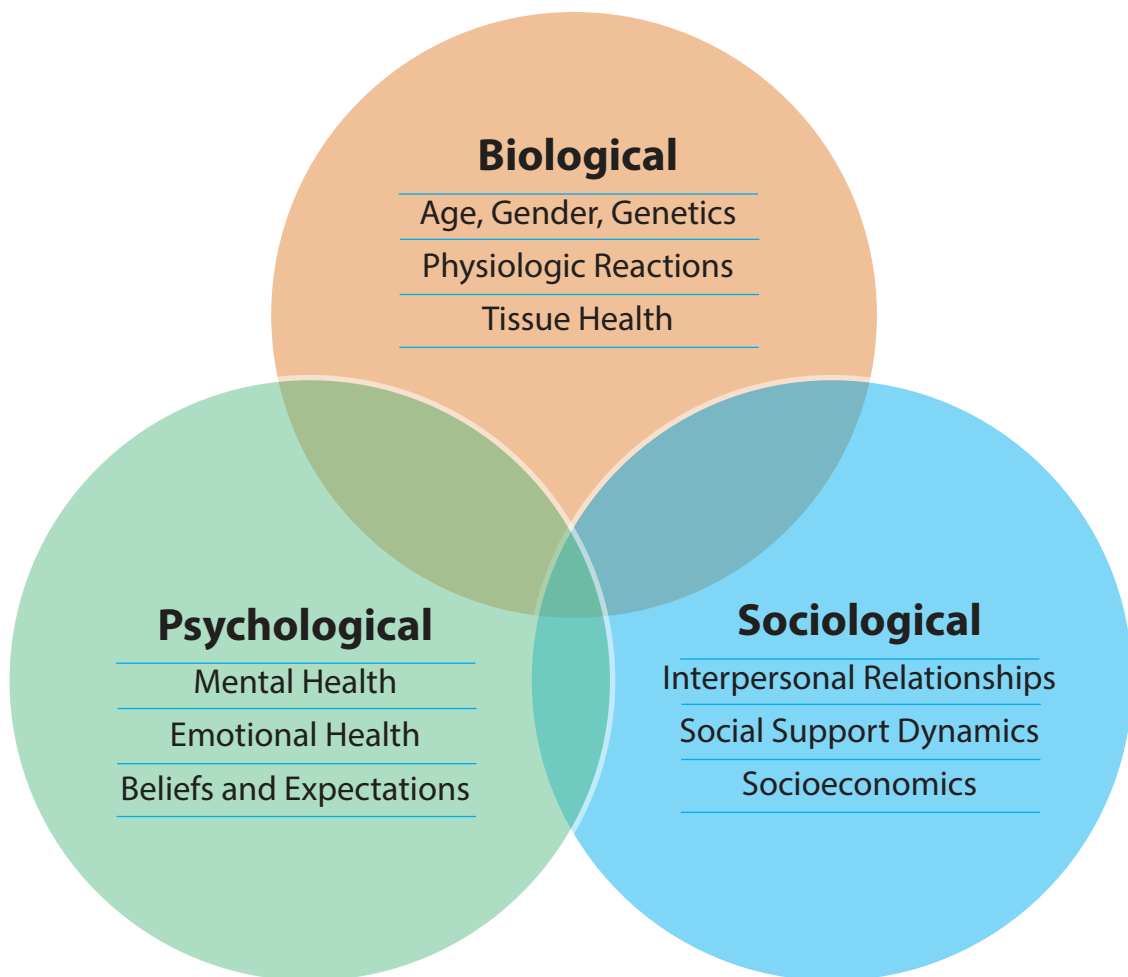 Biological
Age, Gender, Genetics
Physiologic Reactions
Tissue Health
Psychological
Mental Health
Emotional Health
Beliefs and Expectations
Sociological
Interpersonal Relationships
Social Support Dynamics
Socioeconomics